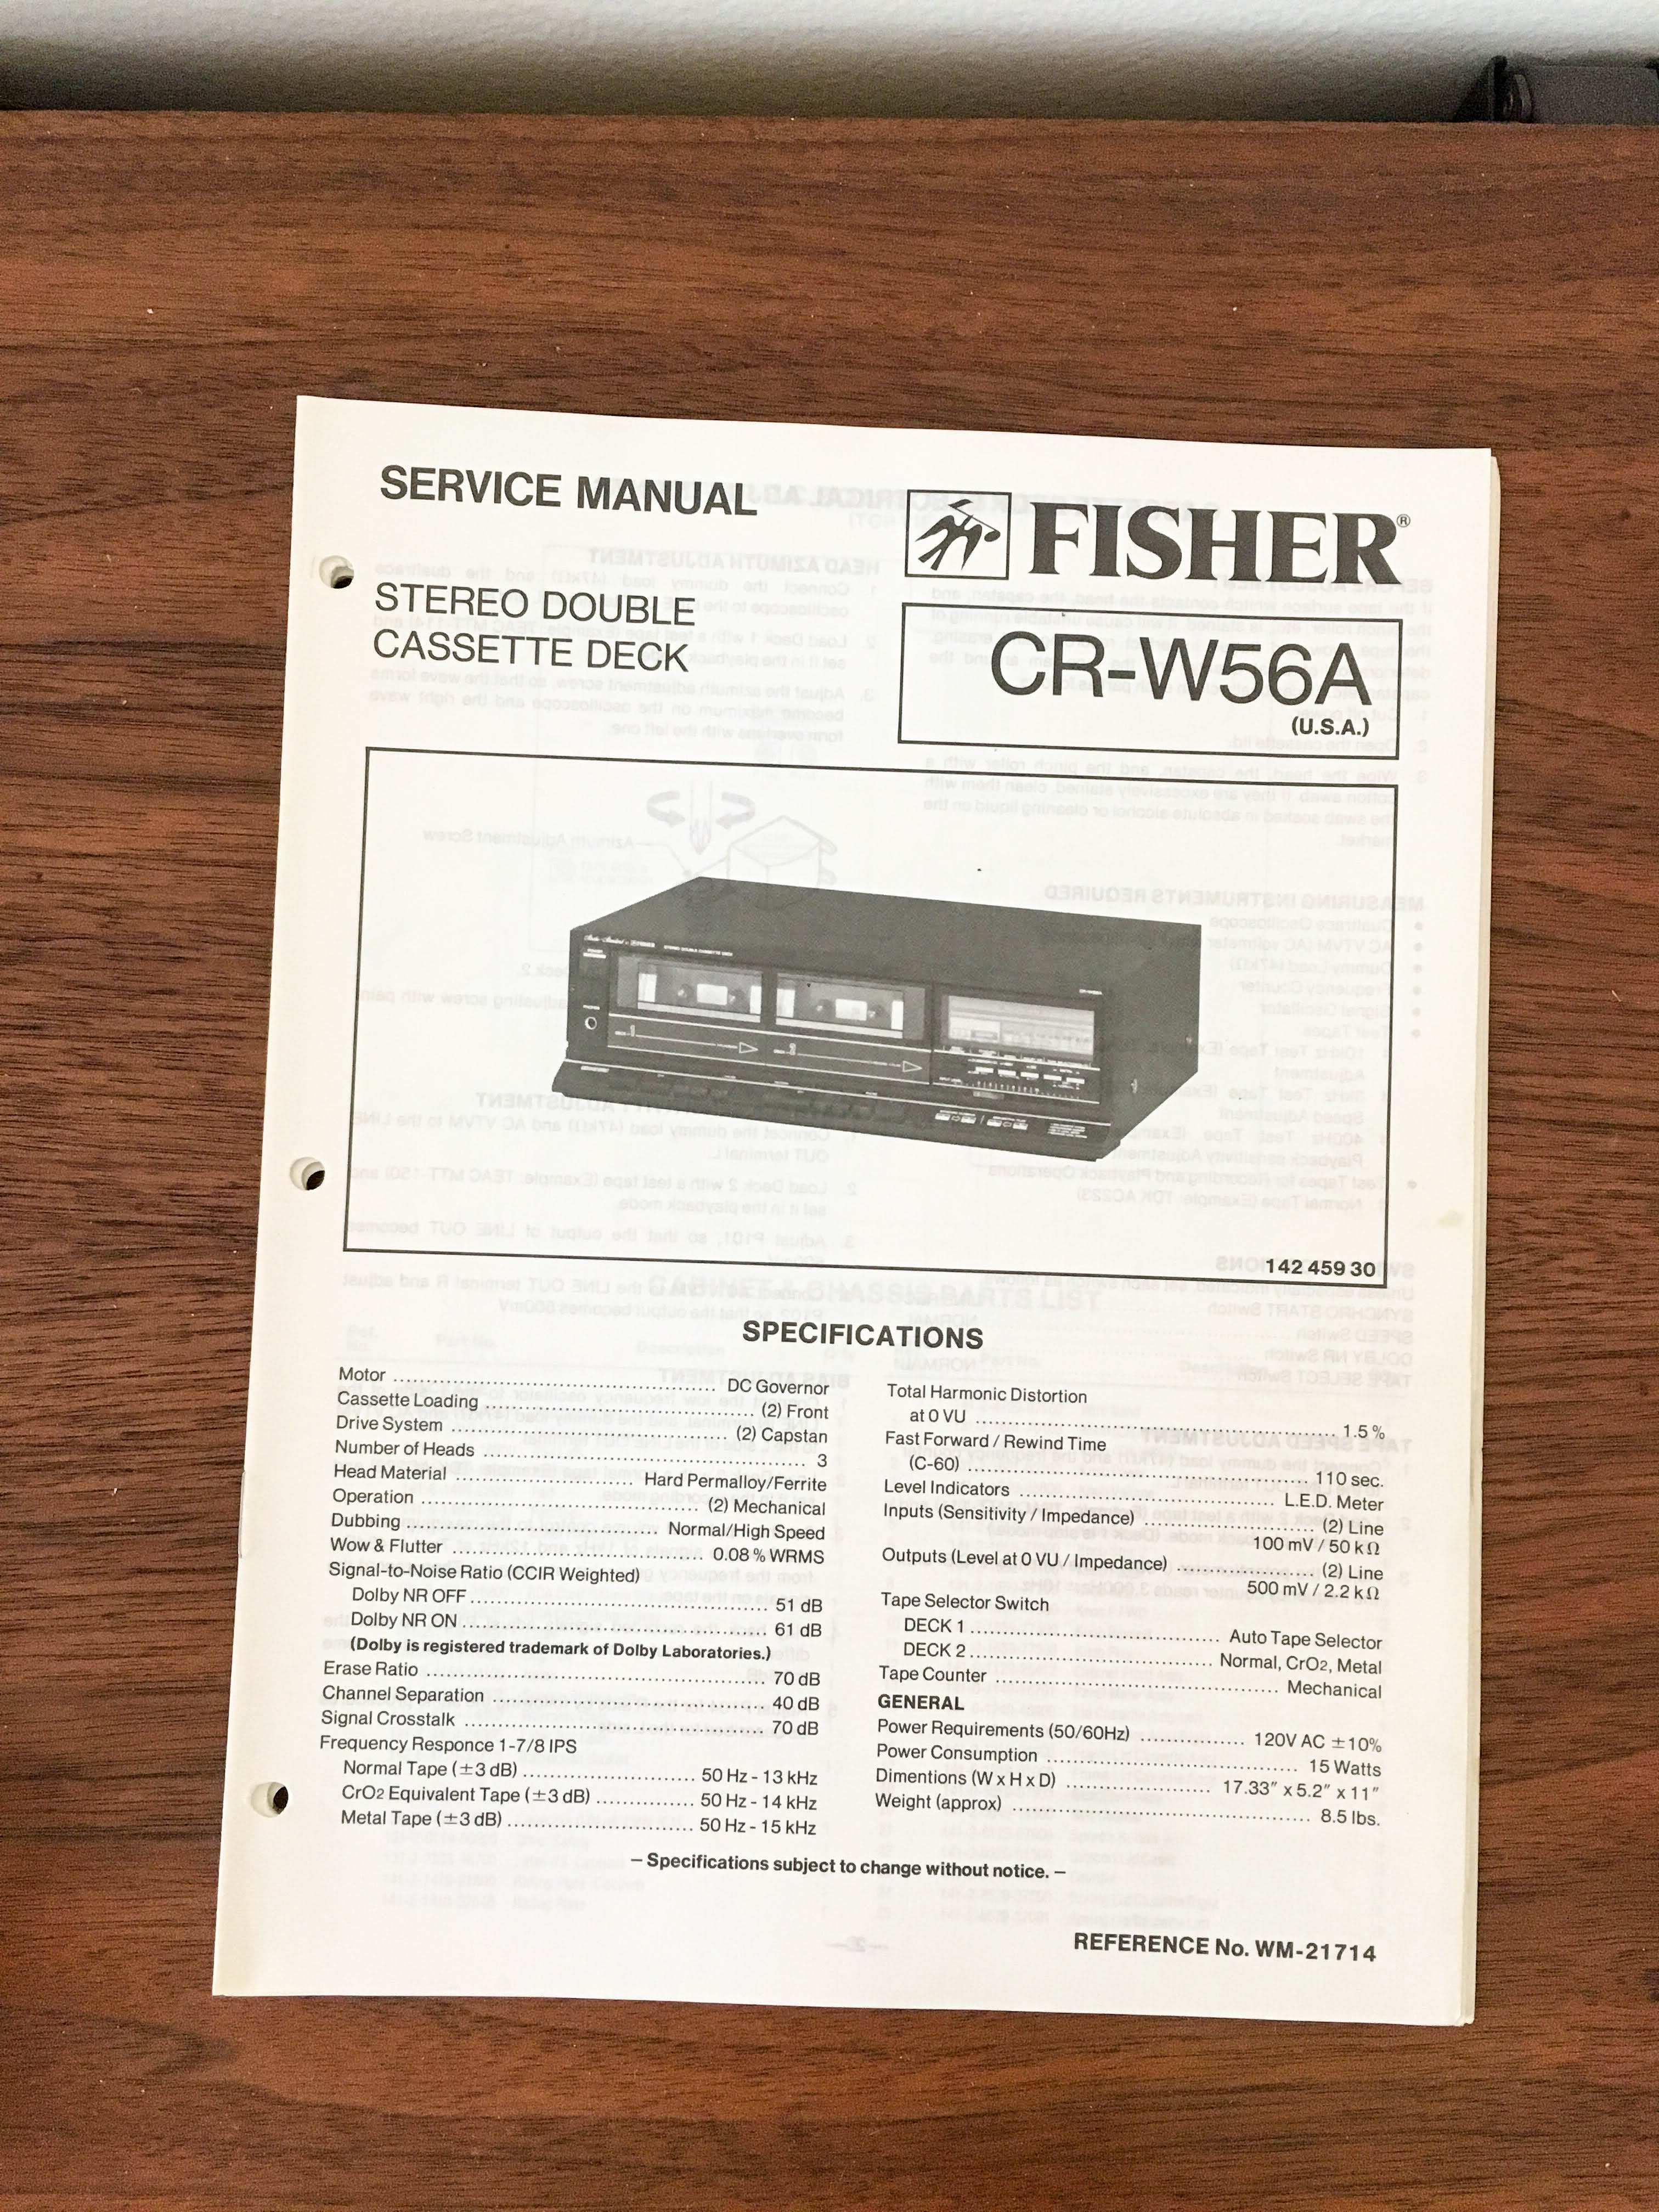 SERVICE MANUAL
FISHER®
STEREO DOUBLE
CASSETTE DECK
CR-W56A
(U.S.A.)
142 459 30
SPECIFICATIONS
Motor ........................................ DC Governor
Cassette Loading ................................ (2) Front
Drive System ................................ (2) Capstan
Number of Heads ........................................ 3
Head Material ............ Hard Permalloy/Ferrite
Operation ................................ (2) Mechanical
Dubbing ........................ Normal/High Speed
Wow & Flutter ............................ 0.08% WRMS
Signal-to-Noise Ratio (CCIR Weighted)
Dolby NR OFF ................................ 51 dB
Dolby NR ON ................................ 61 dB
(Dolby is registered trademark of Dolby Laboratories.)
Erase Ratio ........................................ 70 dB
Channel Separation ................................ 40 dB
Signal Crosstalk ................................ 70 dB
Frequency Responce 1-7/8 IPS
Normal Tape (±3 dB) .................... 50 Hz - 13 kHz
CrO2 Equivalent Tape (±3 dB) ............ 50 Hz - 14 kHz
Metal Tape (±3 dB) ...................... 50 Hz - 15 kHz
Total Harmonic Distortion
at 0 VU ........................................ 1.5 %
Fast Forward / Rewind Time
(C-60) ........................................ 110 sec.
Level Indicators ........................ L.E.D. Meter
Inputs (Sensitivity / Impedance) ................ (2) Line
100 mV / 50 kΩ
Outputs (Level at 0 VU / Impedance) ............ (2) Line
500 mV / 2.2 kΩ
Tape Selector Switch
DECK 1 ........................ Auto Tape Selector
DECK 2 ........................ Normal, CrO2, Metal
Tape Counter ................................ Mechanical
GENERAL
Power Requirements (50/60Hz) ............ 120V AC ±10%
Power Consumption ........................ 15 Watts
Dimentions (W x H x D) ............ 17.33″ x 5.2″ x 11″
Weight (approx) ................................ 8.5 lbs.
– Specifications subject to change without notice. –
REFERENCE No. WM-21714